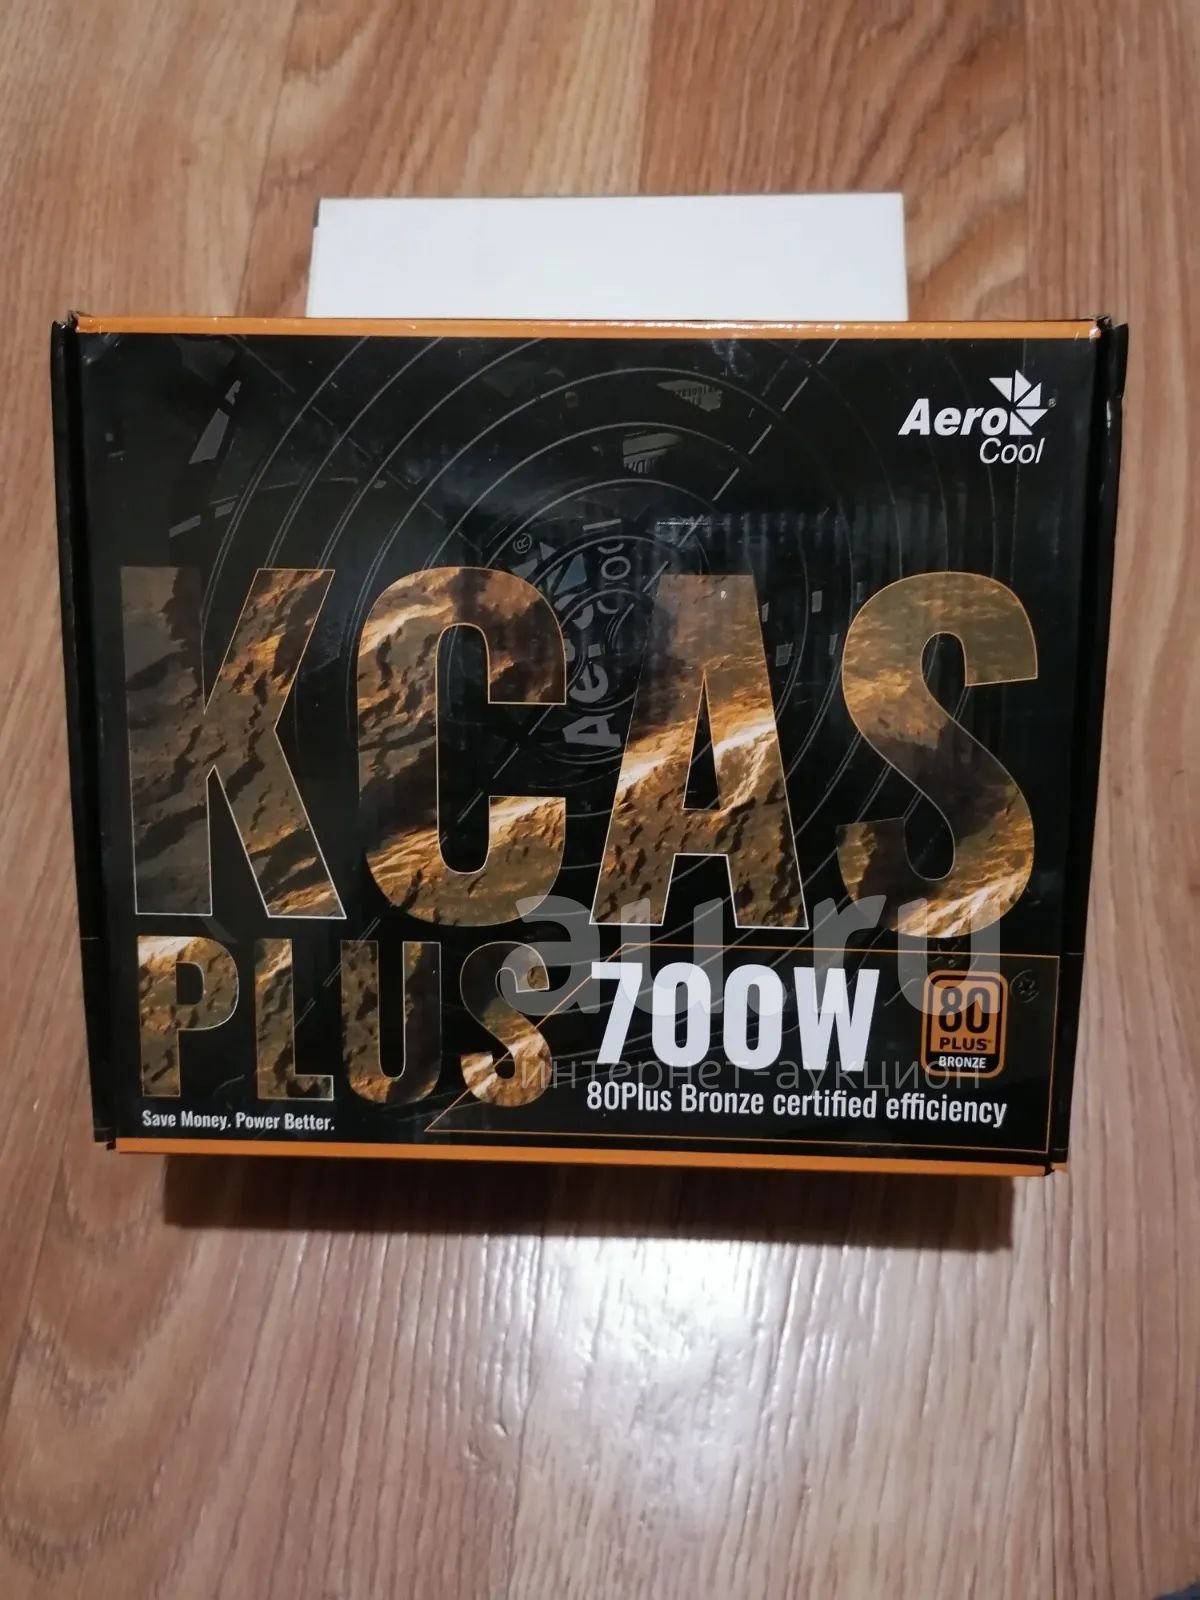 Aero
Cool
AeroCool
KCAS
PLUS
700W
80
PLUS
BRONZE
80Plus Bronze certified efficiency
Save Money. Power Better.
au.ru
интернет-аукцион